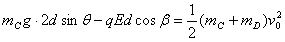 m_C g · 2d sin θ − qEd cos β = 1/2 (m_C + m_D) v_0^2